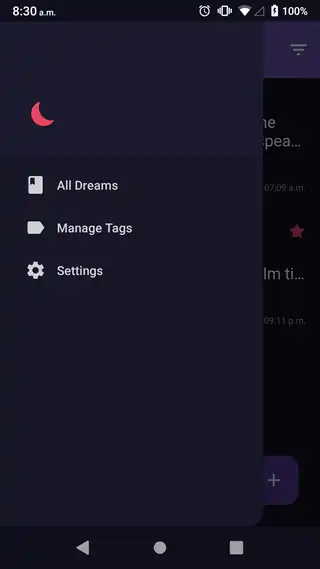 8:30 a.m.
100%
All Dreams
Manage Tags
Settings
07:09 a.m.
09:11 p.m.